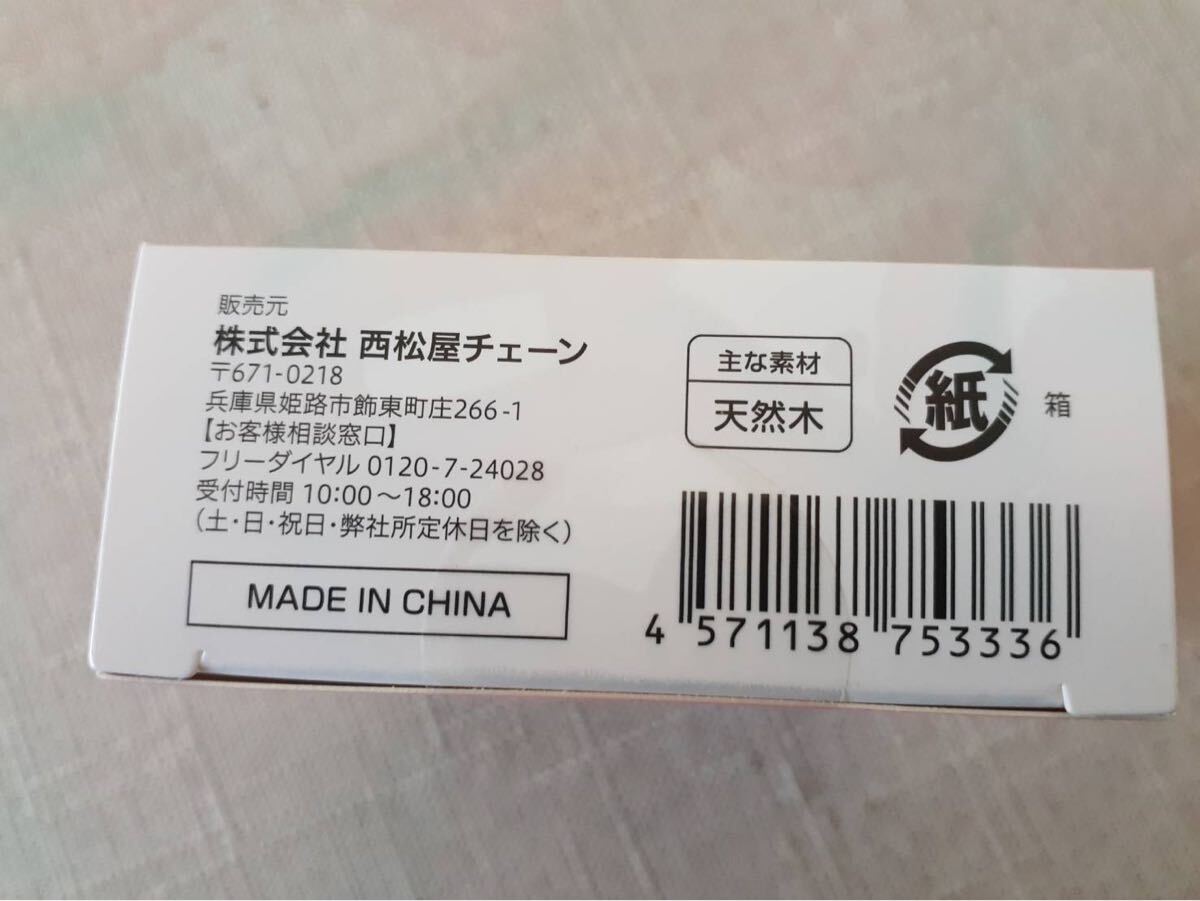 販売元
株式会社 西松屋チェーン
〒671-0218
兵庫県姫路市飾東町庄266-1
【お客様相談窓口】
フリーダイヤル 0120-7-24028
受付時間 10:00～18:00
(土・日・祝日・弊社所定休日を除く)
MADE IN CHINA
主な素材
天然木
紙
箱
4 571138 753336